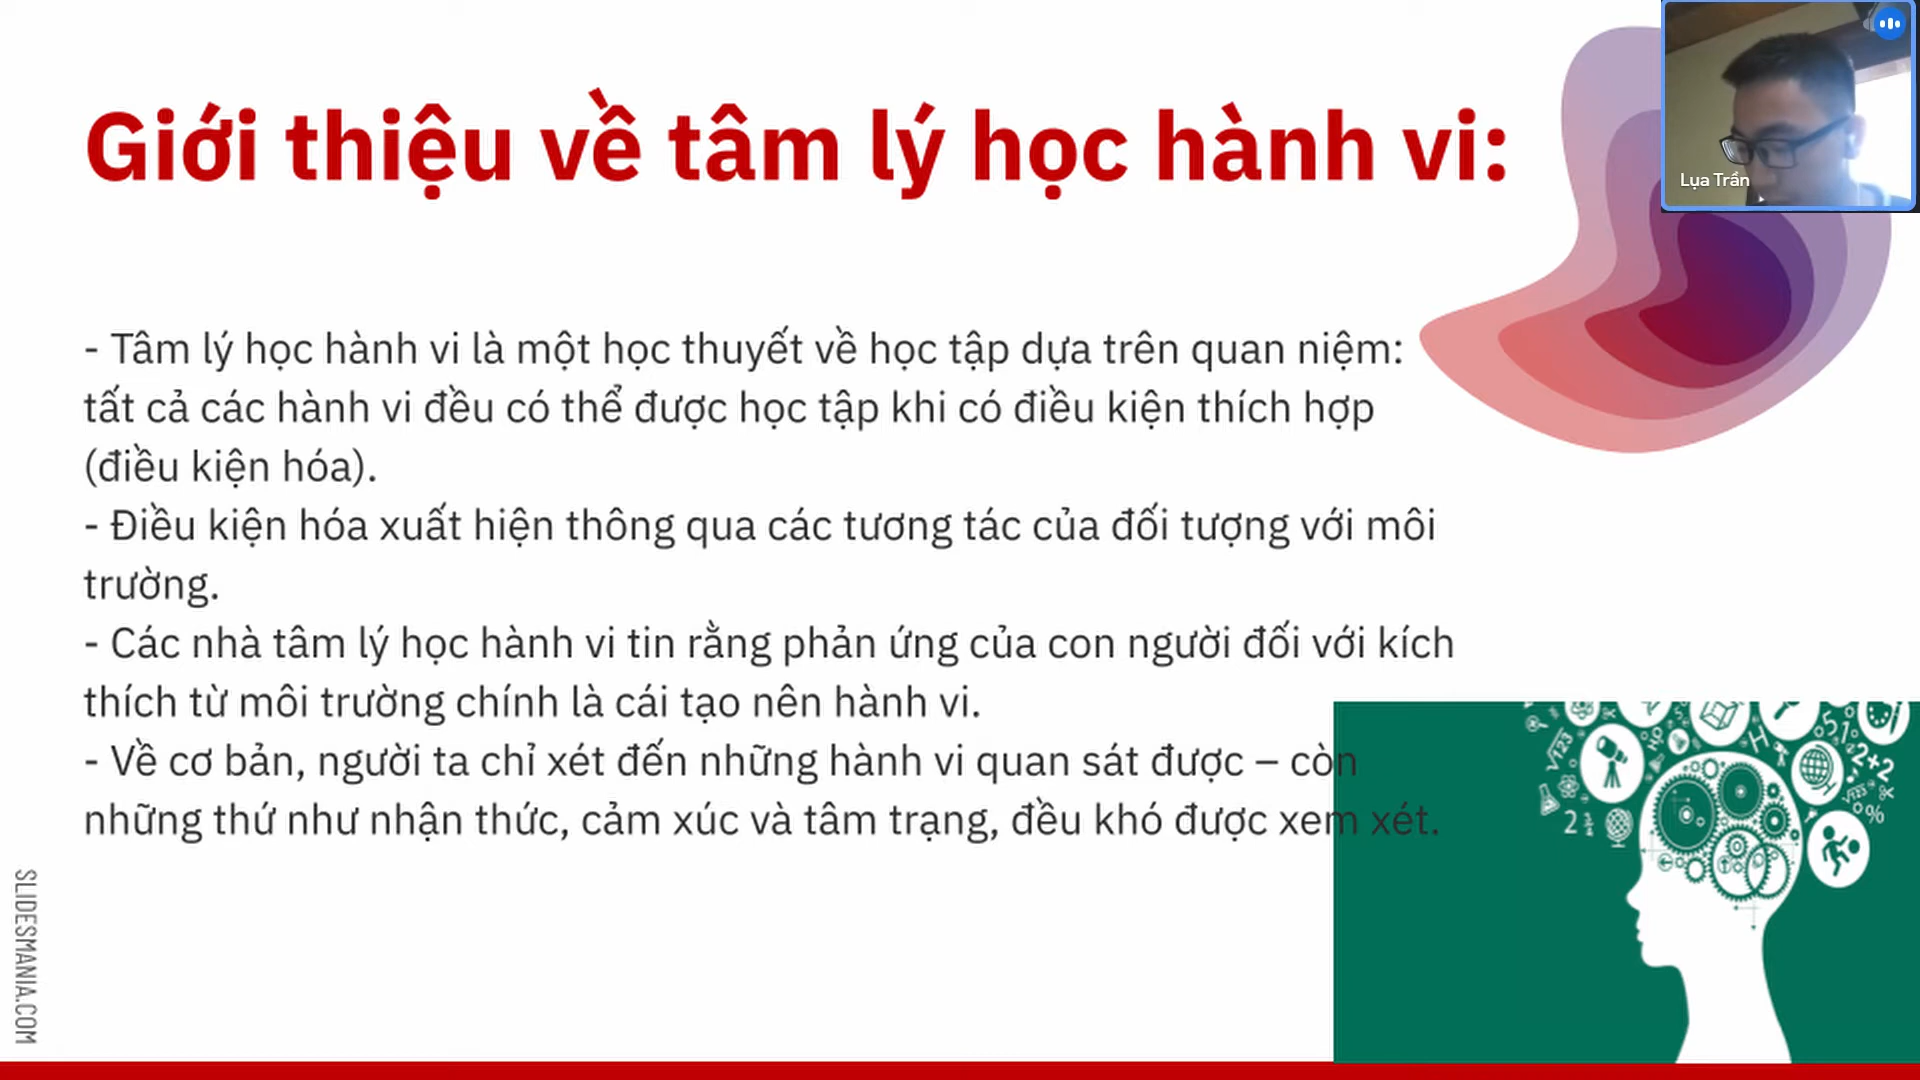 Giới thiệu về tâm lý học hành vi:
Lụa Trần
- Tâm lý học hành vi là một học thuyết về học tập dựa trên quan niệm:
tất cả các hành vi đều có thể được học tập khi có điều kiện thích hợp
(điều kiện hóa).
- Điều kiện hóa xuất hiện thông qua các tương tác của đối tượng với môi
trường.
- Các nhà tâm lý học hành vi tin rằng phản ứng của con người đối với kích
thích từ môi trường chính là cái tạo nên hành vi.
- Về cơ bản, người ta chỉ xét đến những hành vi quan sát được – còn
những thứ như nhận thức, cảm xúc và tâm trạng, đều khó được xem xét.
SLIDESMANIA.COM